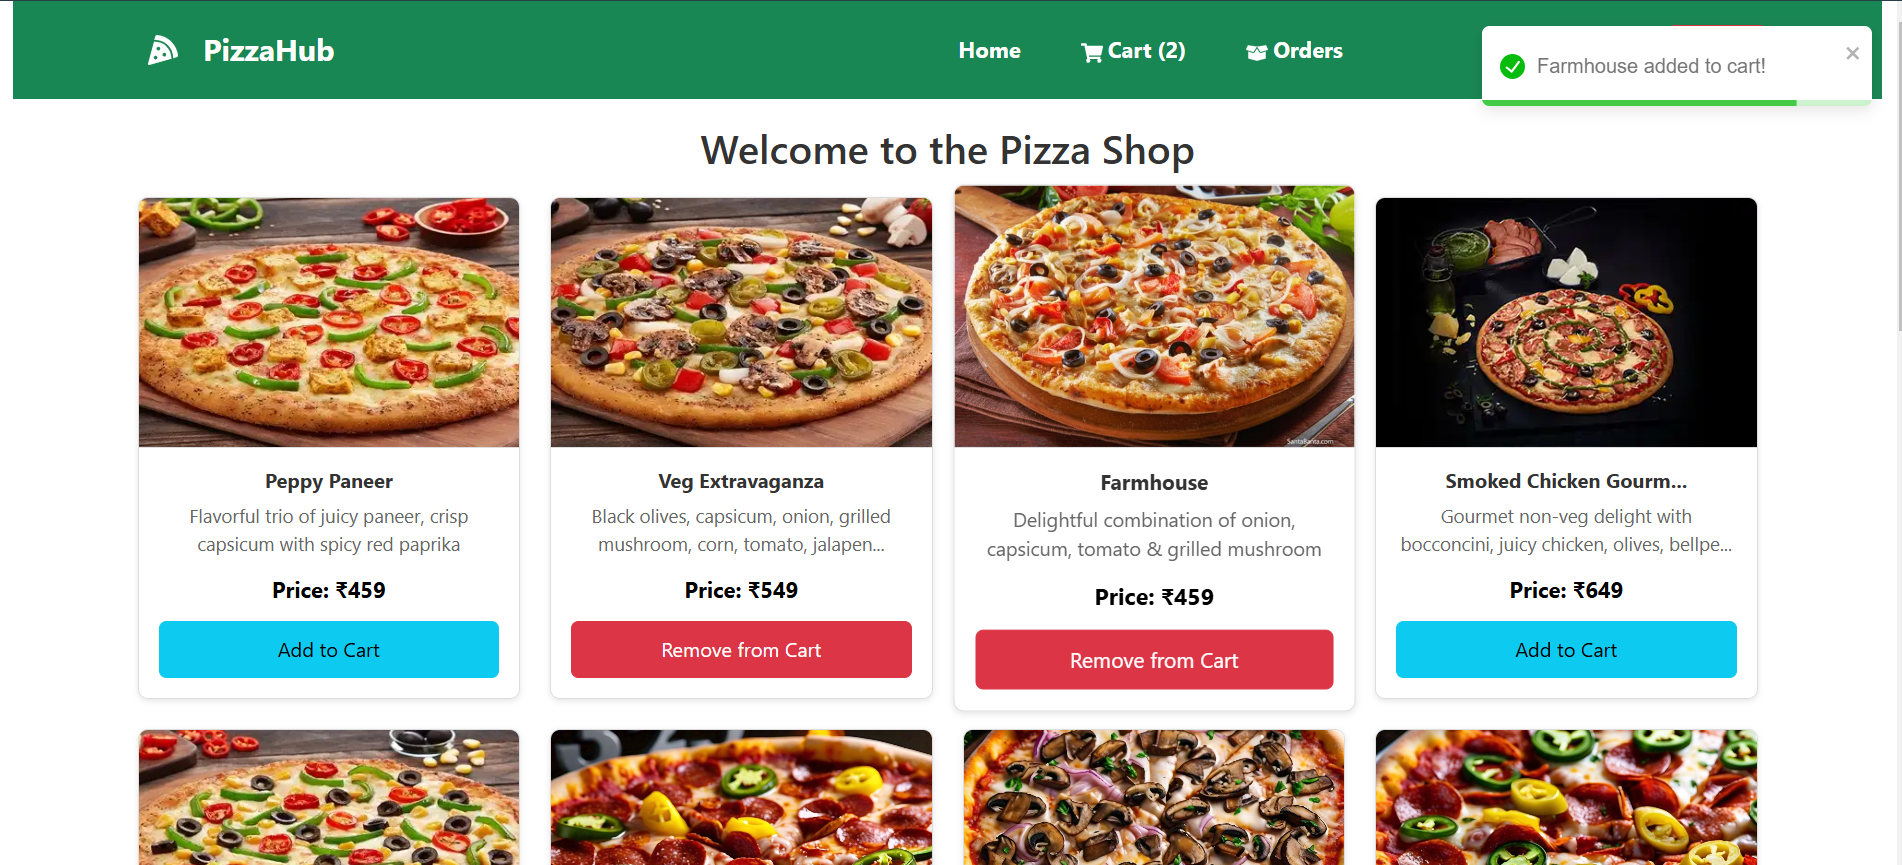 PizzaHub
Home
Cart (2)
Orders
Farmhouse added to cart!
Welcome to the Pizza Shop
SantaBanta.com
Peppy Paneer
Flavorful trio of juicy paneer, crisp
capsicum with spicy red paprika
Price: ₹459
Add to Cart
Veg Extravaganza
Black olives, capsicum, onion, grilled
mushroom, corn, tomato, jalapen...
Price: ₹549
Remove from Cart
Farmhouse
Delightful combination of onion,
capsicum, tomato & grilled mushroom
Price: ₹459
Remove from Cart
Smoked Chicken Gourm...
Gourmet non-veg delight with
bocconcini, juicy chicken, olives, bellpe...
Price: ₹649
Add to Cart